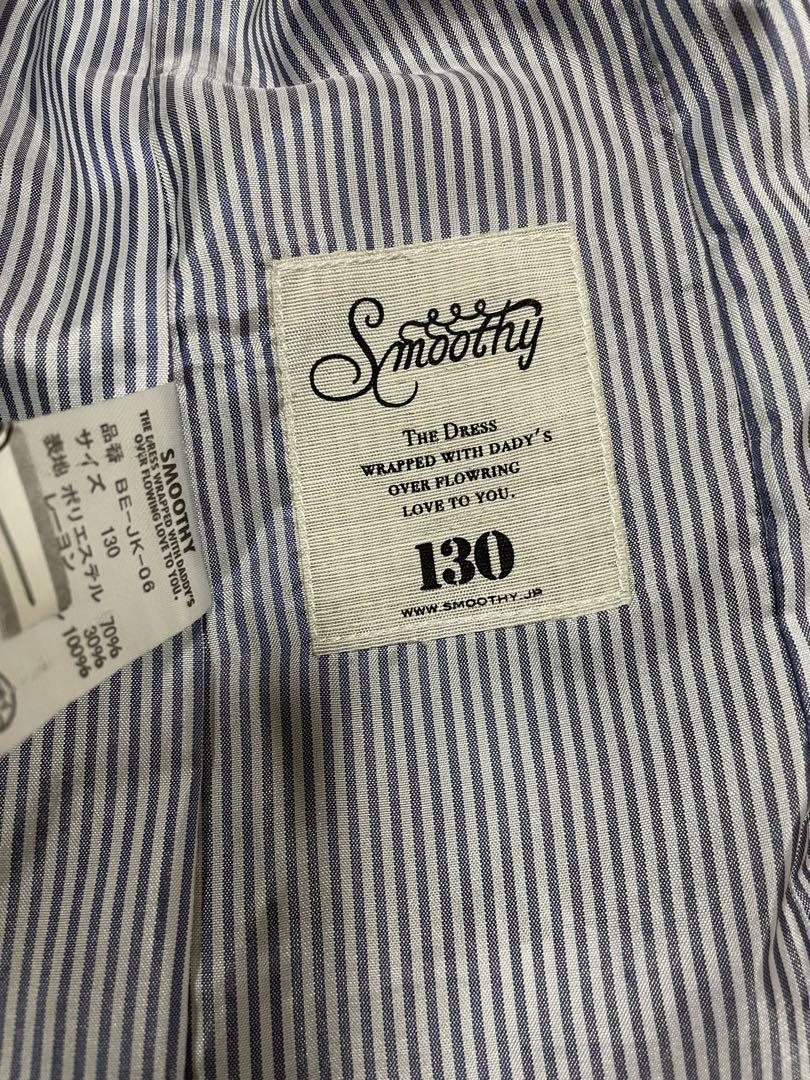 Smoothy
THE DRESS
WRAPPED WITH DADY'S
OVER FLOWRING
LOVE TO YOU.
130
WWW.SMOOTHY.JP
SMOOTHY
THE DRESS WRAPPED WITH DADDY'S
OVER FLOWING LOVE TO YOU.
品番 BE-JK-06
サイズ 130
表地 ポリエステル 70%
レーヨン 30%
100%